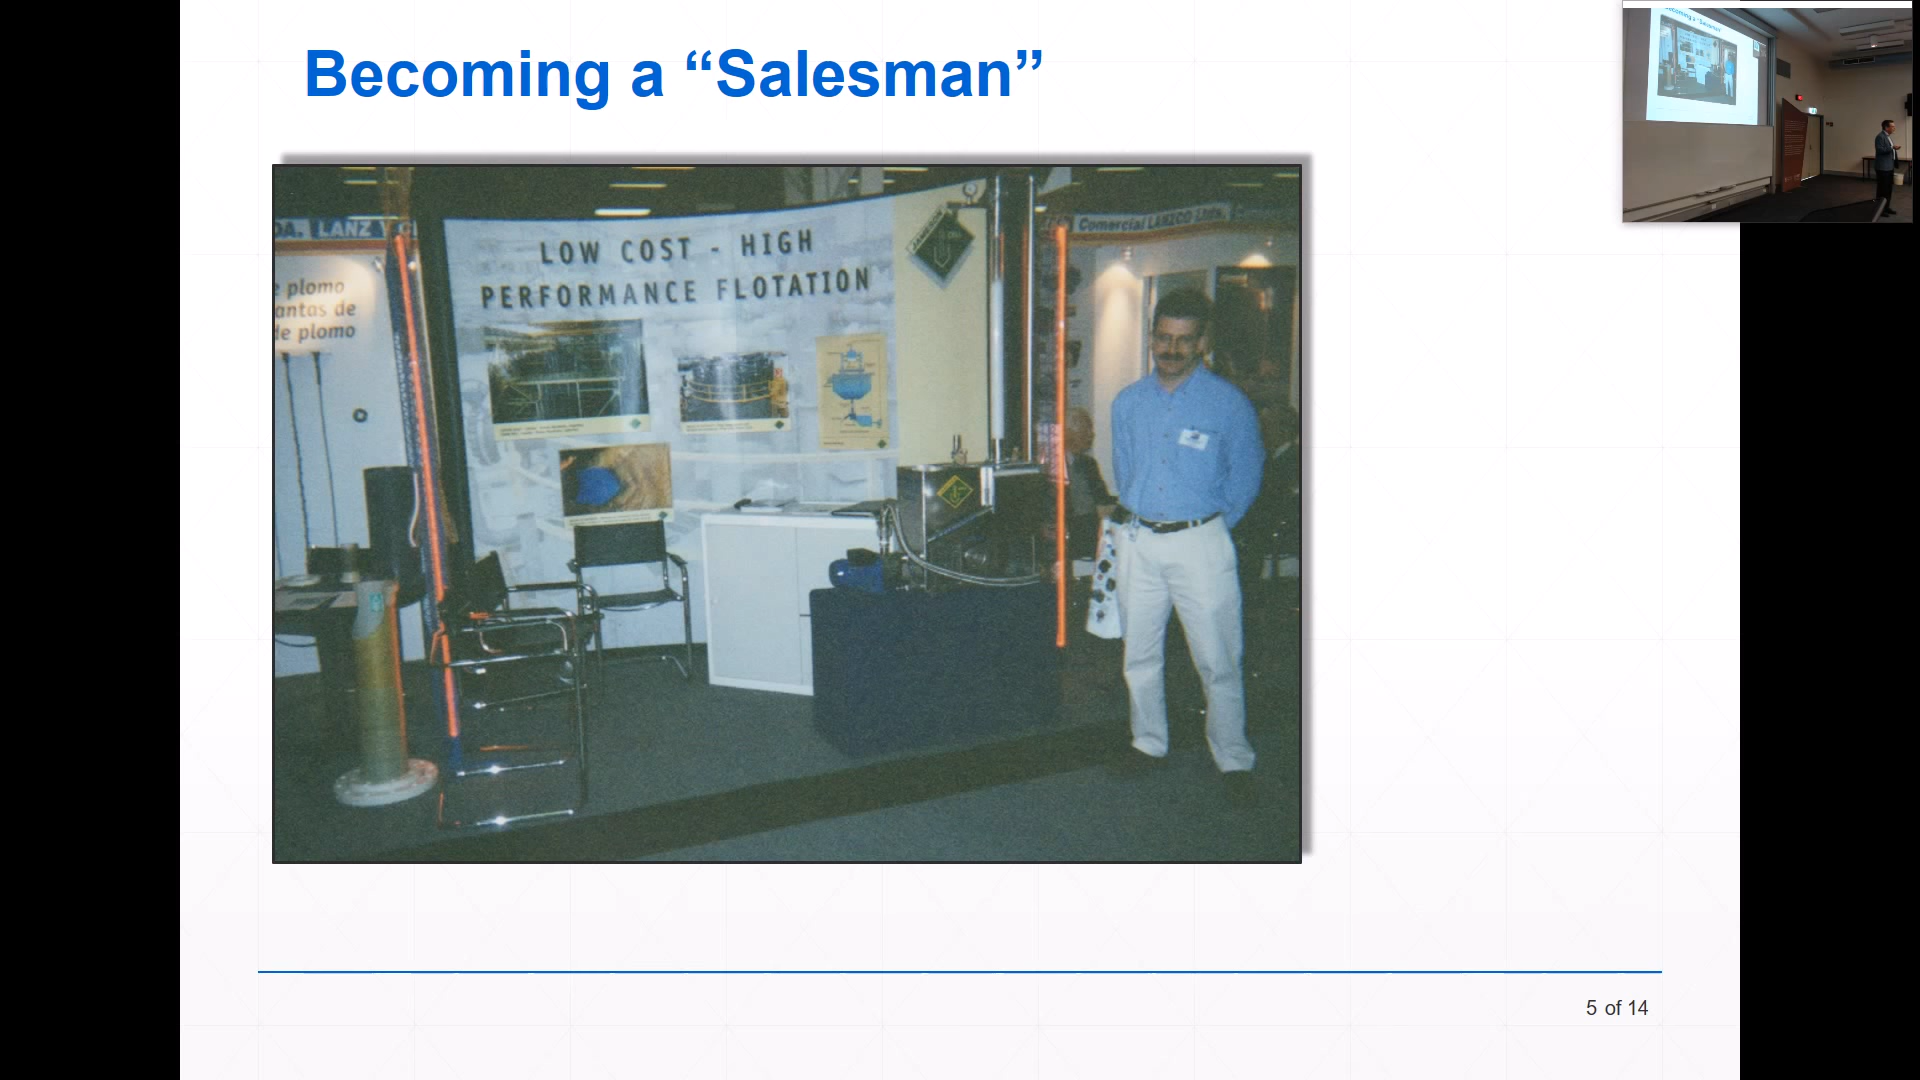 Becoming a “Salesman”
DA. LANZ Y C
LOW COST - HIGH
PERFORMANCE FLOTATION
JAMESON
Comercial LANZCO Ltda.
e plomo
antas de
de plomo
5 of 14